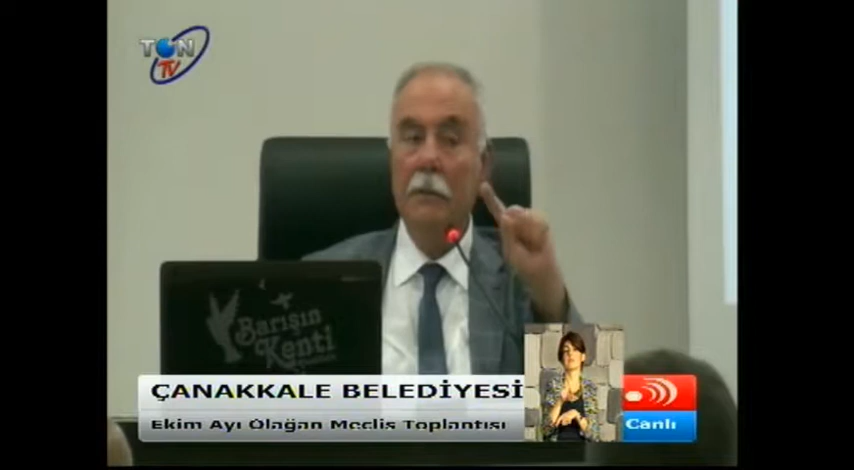 TON
TV
Barışın
Kenti
ÇANAKKALE BELEDİYESİ
Ekim Ayı Olağan Meclis Toplantısı
Canlı